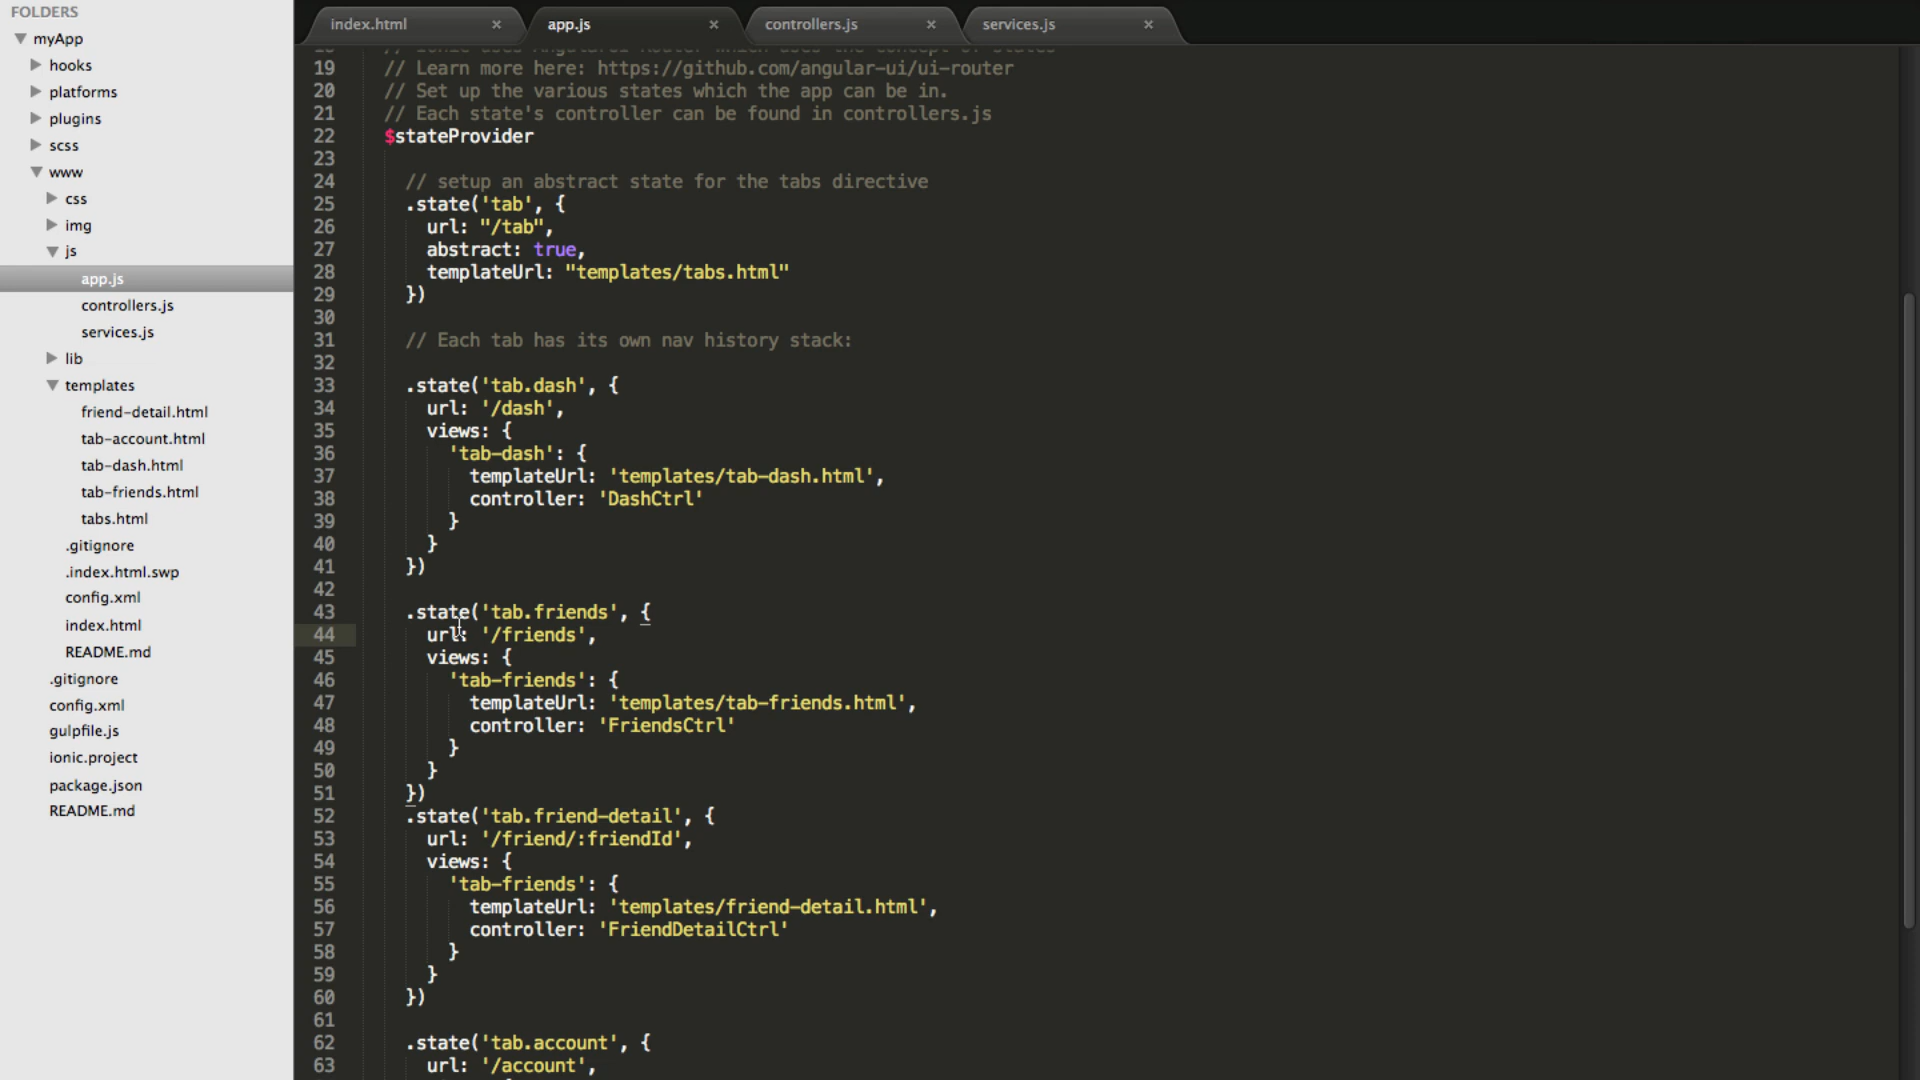 FOLDERS
myApp
hooks
platforms
plugins
scss
www
css
img
js
app.js
controllers.js
services.js
lib
templates
friend-detail.html
tab-account.html
tab-dash.html
tab-friends.html
tabs.html
.gitignore
.index.html.swp
config.xml
index.html
README.md
.gitignore
config.xml
gulpfile.js
ionic.project
package.json
README.md
index.html × app.js × controllers.js × services.js ×
18 // Ionic uses AngularUI Router which uses the concept of states
19 // Learn more here: https://github.com/angular-ui/ui-router
20 // Set up the various states which the app can be in.
21 // Each state's controller can be found in controllers.js
22 $stateProvider
23
24 // setup an abstract state for the tabs directive
25 .state('tab', {
26 url: "/tab",
27 abstract: true,
28 templateUrl: "templates/tabs.html"
29 })
30
31 // Each tab has its own nav history stack:
32
33 .state('tab.dash', {
34 url: '/dash',
35 views: {
36 'tab-dash': {
37 templateUrl: 'templates/tab-dash.html',
38 controller: 'DashCtrl'
39 }
40 }
41 })
42
43 .state('tab.friends', {
44 url: '/friends',
45 views: {
46 'tab-friends': {
47 templateUrl: 'templates/tab-friends.html',
48 controller: 'FriendsCtrl'
49 }
50 }
51 })
52 .state('tab.friend-detail', {
53 url: '/friend/:friendId',
54 views: {
55 'tab-friends': {
56 templateUrl: 'templates/friend-detail.html',
57 controller: 'FriendDetailCtrl'
58 }
59 }
60 })
61
62 .state('tab.account', {
63 url: '/account',